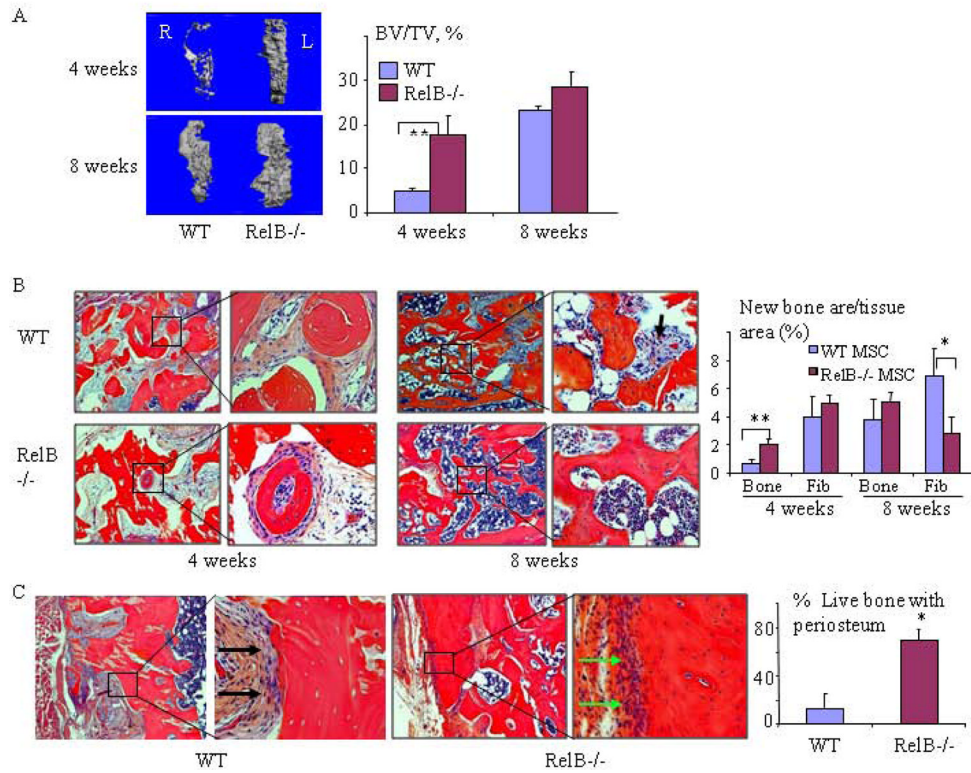 A
R
L
4 weeks
8 weeks
WT
RelB-/-
BV/TV, %
WT
RelB-/-
30
20
10
0
**
4 weeks
8 weeks
B
WT
RelB
-/-
4 weeks
8 weeks
New bone are/tissue
area (%)
WT MSC
RelB-/- MSC
8
6
4
2
0
**
*
Bone
Fib
Bone
Fib
4 weeks
8 weeks
C
WT
RelB-/-
% Live bone with
periosteum
80
40
0
*
WT
RelB-/-